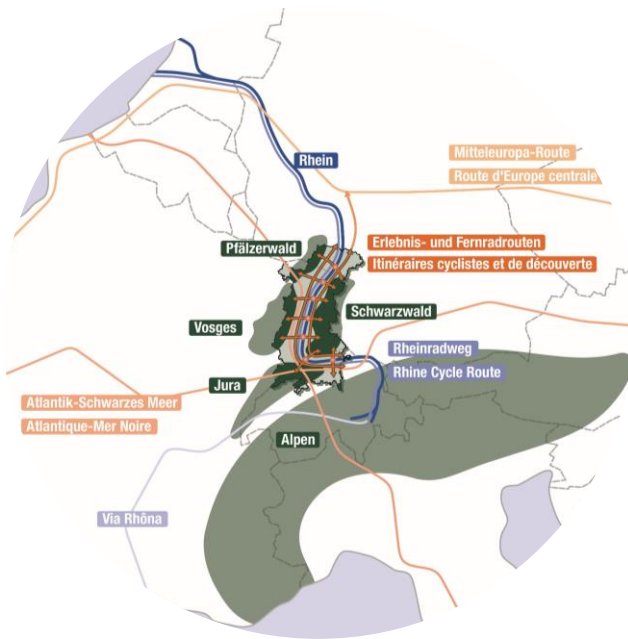 Rhein
Mitteleuropa-Route
Route d'Europe centrale
Pfälzerwald
Erlebnis- und Fernradrouten
Itinéraires cyclistes et de découverte
Vosges
Schwarzwald
Rheinradweg
Rhine Cycle Route
Jura
Atlantik-Schwarzes Meer
Atlantique-Mer Noire
Alpen
Via Rhôna